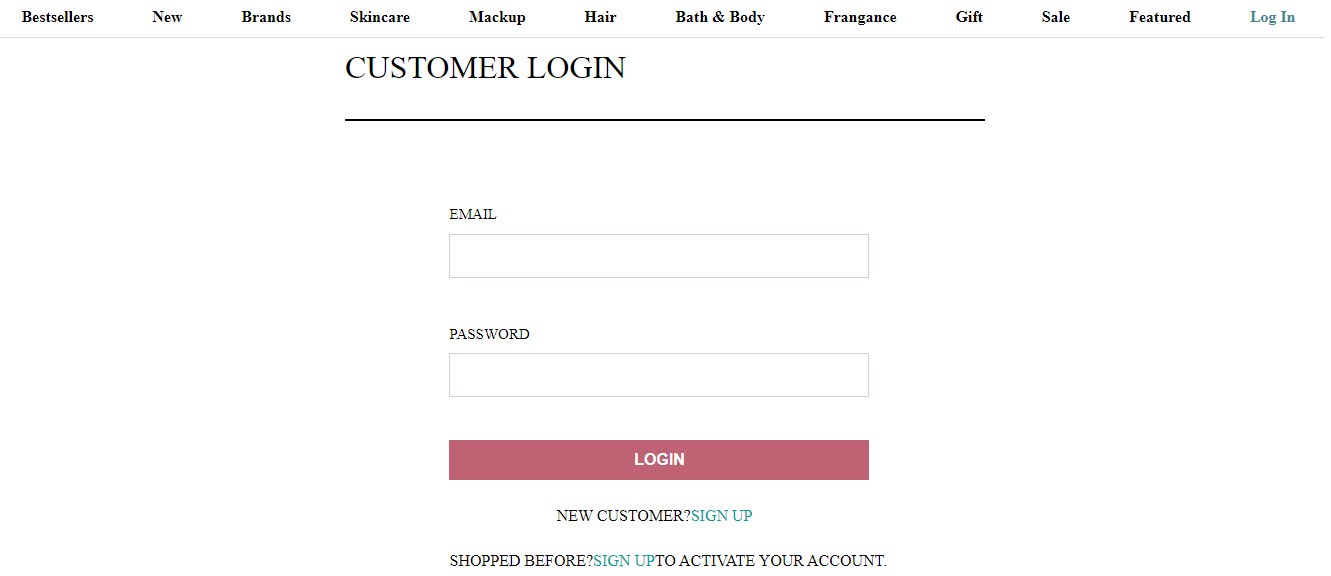 Bestsellers New Brands Skincare Mackup Hair Bath & Body Frangance Gift Sale Featured Log In
CUSTOMER LOGIN
EMAIL
PASSWORD
LOGIN
NEW CUSTOMER?SIGN UP
SHOPPED BEFORE?SIGN UPTO ACTIVATE YOUR ACCOUNT.